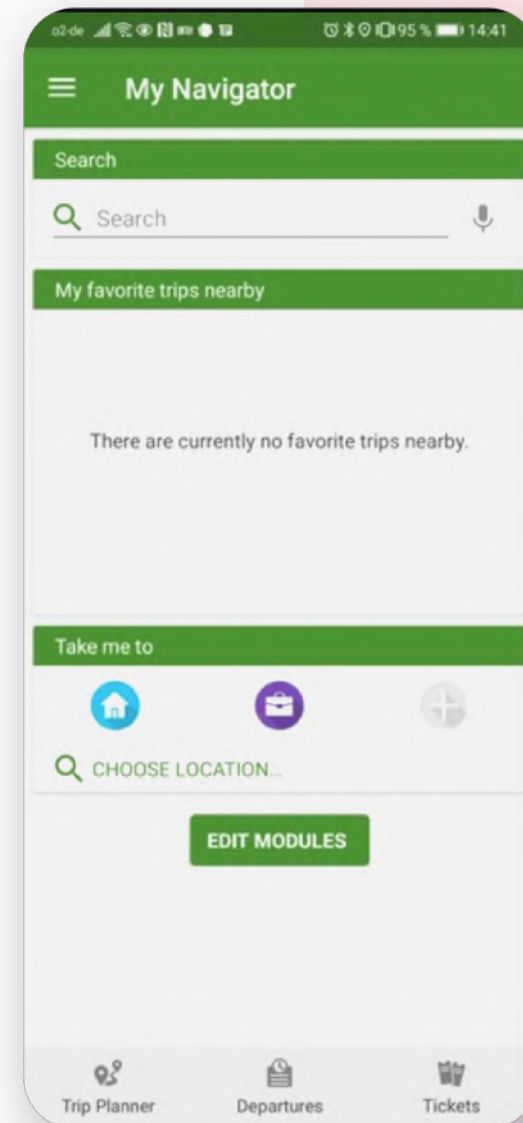 o2-de 95 % 14:41
My Navigator
Search
Search
My favorite trips nearby
There are currently no favorite trips nearby.
Take me to
CHOOSE LOCATION...
EDIT MODULES
Trip Planner Departures Tickets